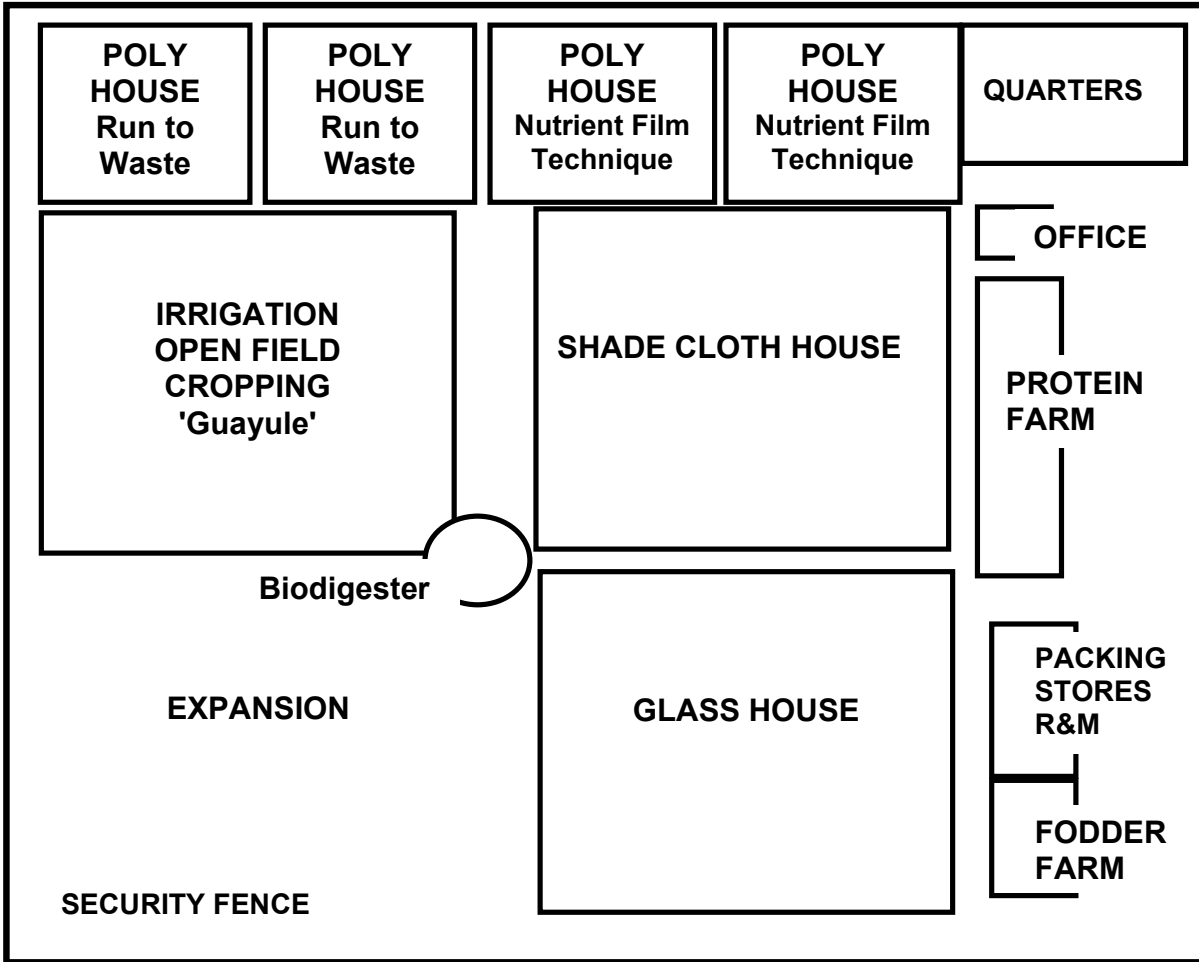 POLY
HOUSE
Run to
Waste
POLY
HOUSE
Run to
Waste
POLY
HOUSE
Nutrient Film
Technique
POLY
HOUSE
Nutrient Film
Technique
QUARTERS
OFFICE
IRRIGATION
OPEN FIELD
CROPPING
'Guayule'
SHADE CLOTH HOUSE
PROTEIN
FARM
Biodigester
EXPANSION
GLASS HOUSE
PACKING
STORES
R&M
FODDER
FARM
SECURITY FENCE